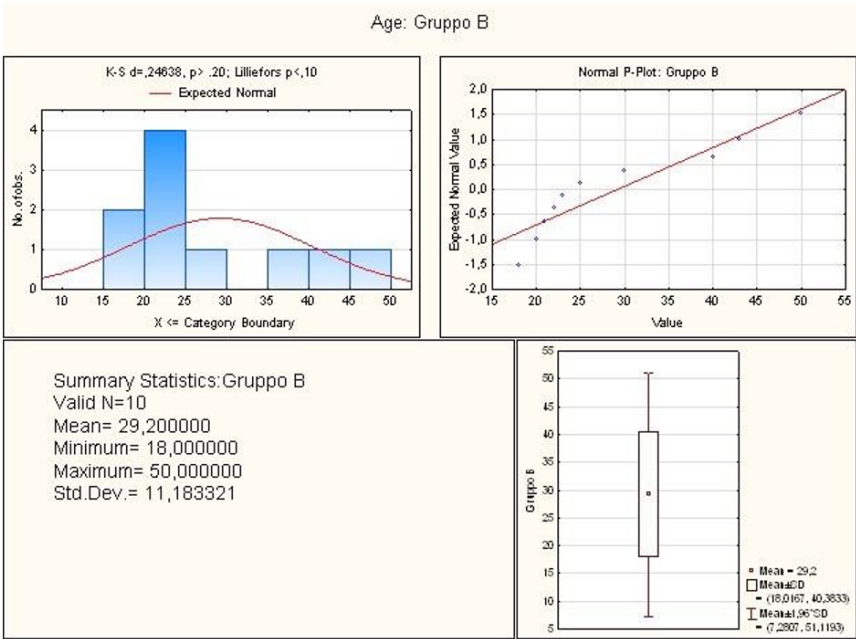 Age: Gruppo B
K-S d=,24638, p> .20; Lilliefors p<,10
Expected Normal
No. of obs.
4
3
2
1
0
10 15 20 25 30 35 40 45 50
X <= Category Boundary
Normal P-Plot: Gruppo B
Expected Normal Value
2,0
1,5
1,0
0,5
0,0
-0,5
-1,0
-1,5
-2,0
15 20 25 30 35 40 45 50 55
Value
Summary Statistics:Gruppo B
Valid N=10
Mean= 29,200000
Minimum= 18,000000
Maximum= 50,000000
Std.Dev.= 11,183321
Gruppo B
55
50
45
40
35
30
25
20
15
10
5
Mean = 29,2
Mean±SD
= (18,0167, 40,3833)
Mean±1,96*SD
= (7,2807, 51,1193)